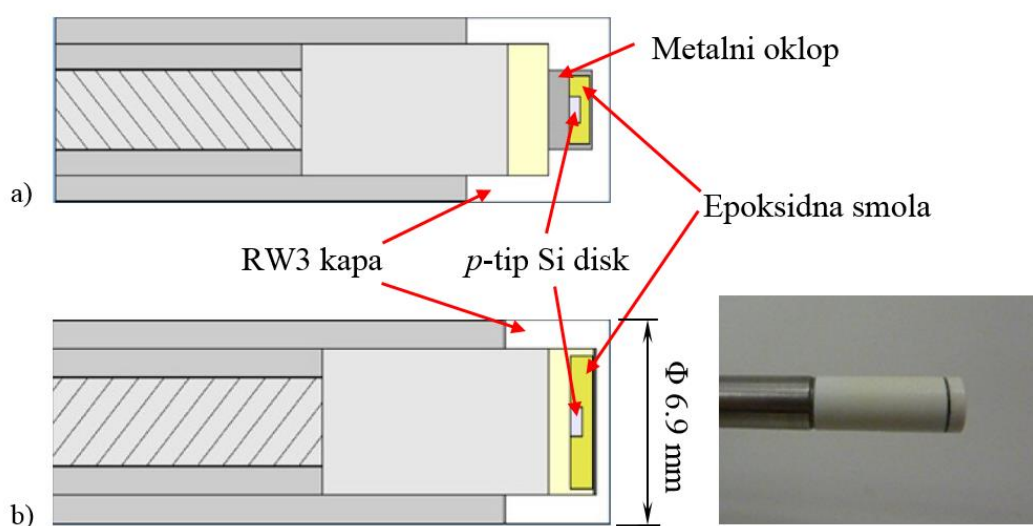 Metalni oklop
a)
Epoksidna smola
RW3 kapa
p-tip Si disk
Φ 6.9 mm
b)